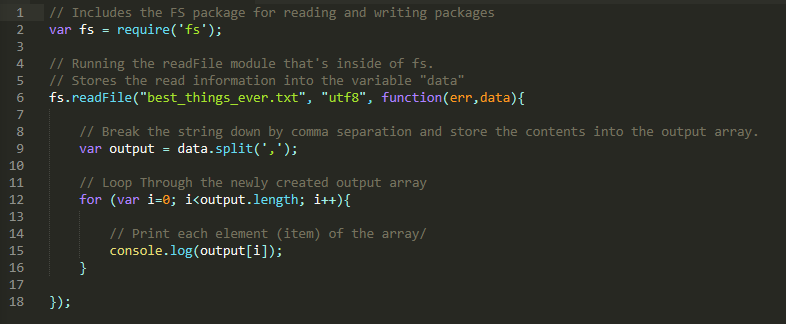 1 // Includes the FS package for reading and writing packages
2 var fs = require('fs');
3
4 // Running the readFile module that's inside of fs.
5 // Stores the read information into the variable "data"
6 fs.readFile("best_things_ever.txt", "utf8", function(err,data){
7
8 // Break the string down by comma separation and store the contents into the output array.
9 var output = data.split(',');
10
11 // Loop Through the newly created output array
12 for (var i=0; i<output.length; i++){
13
14 // Print each element (item) of the array/
15 console.log(output[i]);
16 }
17
18 });